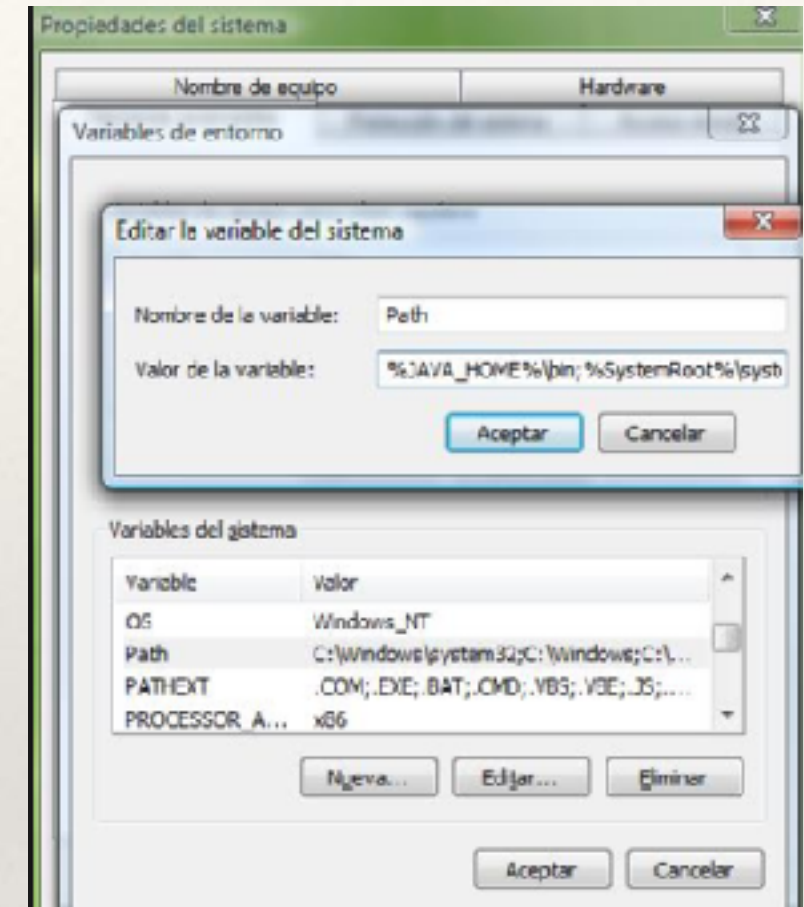 Propiedades del sistema
Nombre de equipo Hardware
Variables de entorno
Editar la variable del sistema
Nombre de la variable: Path
Valor de la variable: %JAVA_HOME%\bin; %SystemRoot%\syst
Aceptar Cancelar
Variables del sistema
Variable Valor
OS Windows_NT
Path C:\Windows\system32;C:\Windows;C:\...
PATHEXT .COM;.EXE;.BAT;.CMD;.VBS;.VBE;.JS;....
PROCESSOR_A... x86
Nueva... Editar... Eliminar
Aceptar Cancelar